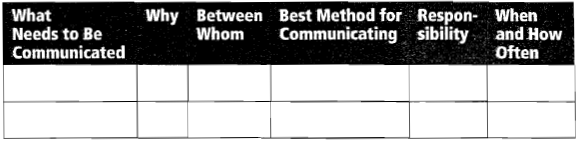 What Needs to Be Communicated
Why
Between Whom
Best Method for Communicating
Respon-sibility
When and How Often